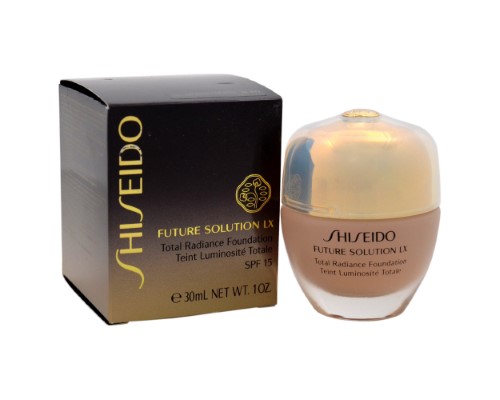 SHISEIDO
FUTURE SOLUTION LX
Total Radiance Foundation
Teint Luminosité Totale
SPF 15
e 30mL NET WT. 1OZ.
SHISEIDO
FUTURE SOLUTION LX
Total Radiance Foundation
Teint Luminosité Totale